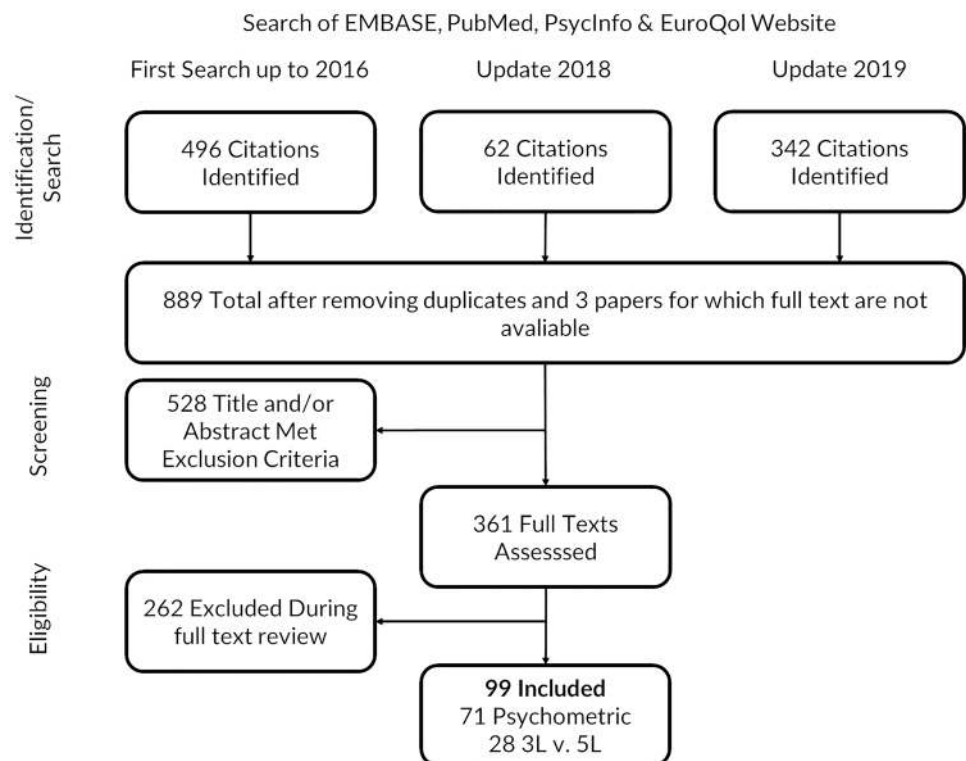 Search of EMBASE, PubMed, PsycInfo & EuroQol Website
First Search up to 2016
Update 2018
Update 2019
Identification/
Search
496 Citations
Identified
62 Citations
Identified
342 Citations
Identified
889 Total after removing duplicates and 3 papers for which full text are not
avaliable
Screening
528 Title and/or
Abstract Met
Exclusion Criteria
361 Full Texts
Assesssed
Eligibility
262 Excluded During
full text review
99 Included
71 Psychometric
28 3L v. 5L